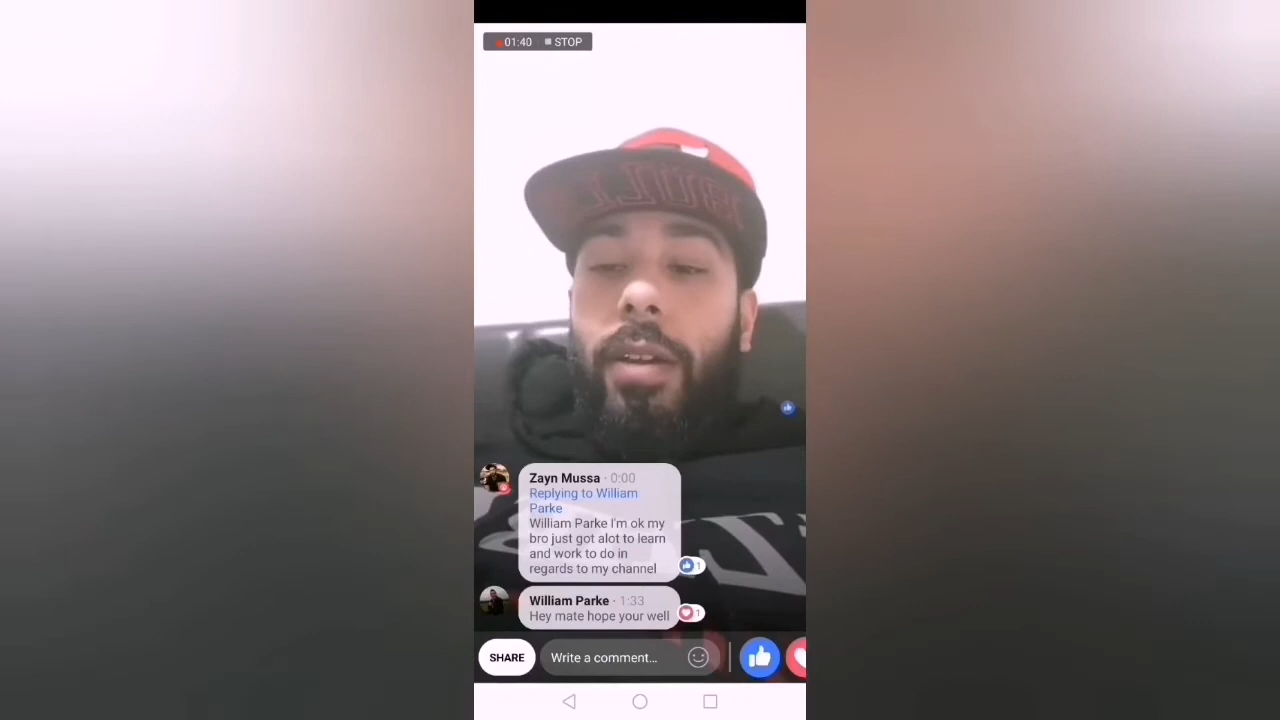 01:40 STOP
BULLS
Zayn Mussa · 0:00
Replying to William
Parke
William Parke I'm ok my
bro just got alot to learn
and work to do in
regards to my channel
1
William Parke · 1:33
Hey mate hope your well
1
SHARE
Write a comment...